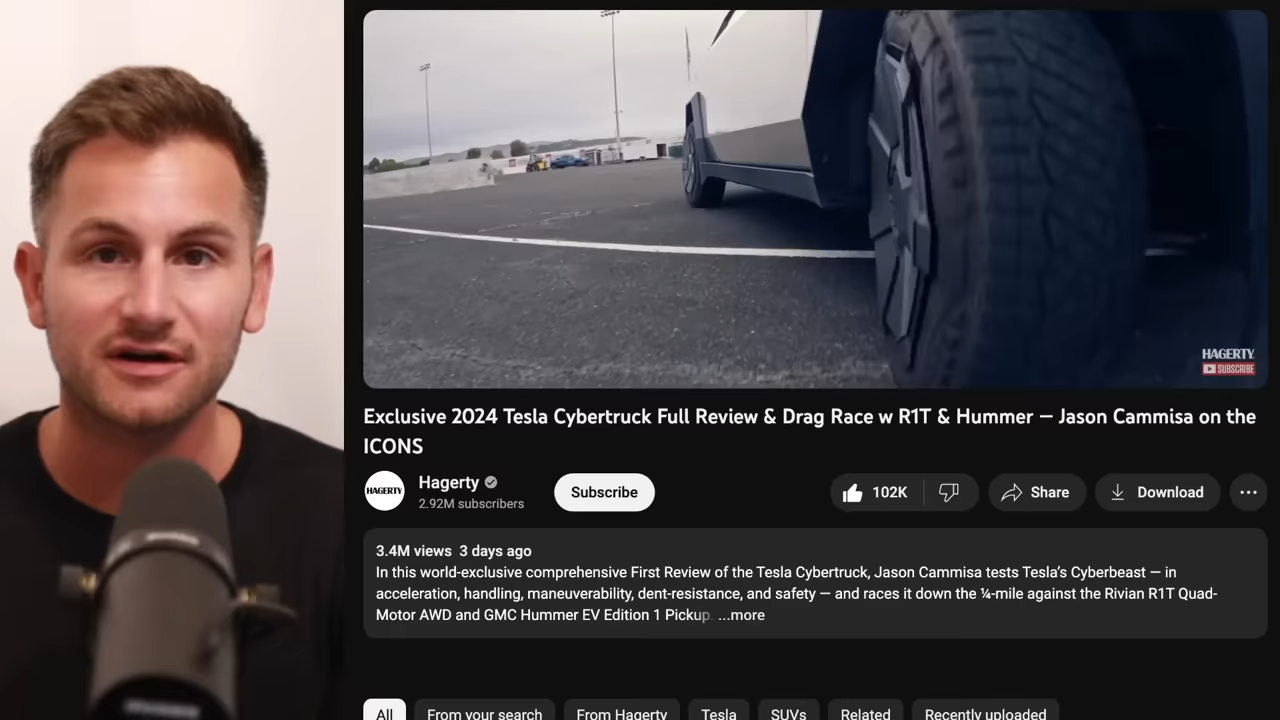 HAGERTY
SUBSCRIBE
Exclusive 2024 Tesla Cybertruck Full Review & Drag Race w R1T & Hummer — Jason Cammisa on the
ICONS
HAGERTY
Hagerty
2.92M subscribers
Subscribe
102K
Share
Download
3.4M views 3 days ago
In this world-exclusive comprehensive First Review of the Tesla Cybertruck, Jason Cammisa tests Tesla’s Cyberbeast — in
acceleration, handling, maneuverability, dent-resistance, and safety — and races it down the ¼-mile against the Rivian R1T Quad-
Motor AWD and GMC Hummer EV Edition 1 Pickup. ...more
All
From your search
From Hagerty
Tesla
SUVs
Related
Recently uploaded